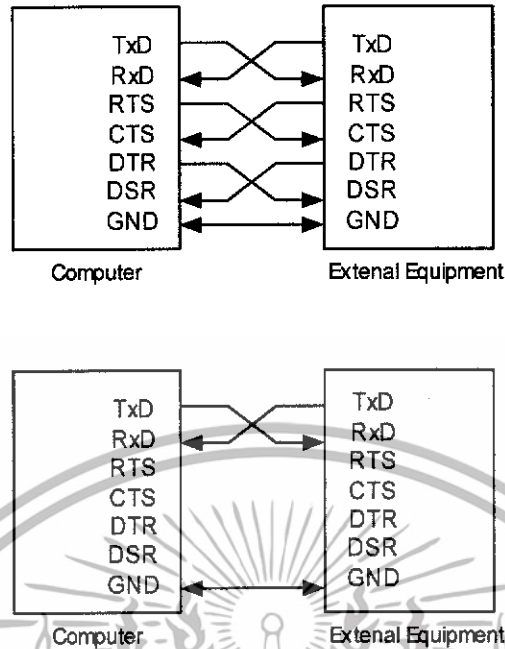 TxD TxD
RxD RxD
RTS RTS
CTS CTS
DTR DTR
DSR DSR
GND GND
Computer Extenal Equipment
TxD TxD
RxD RxD
RTS RTS
CTS CTS
DTR DTR
DSR DSR
GND GND
Computer Extenal Equipment